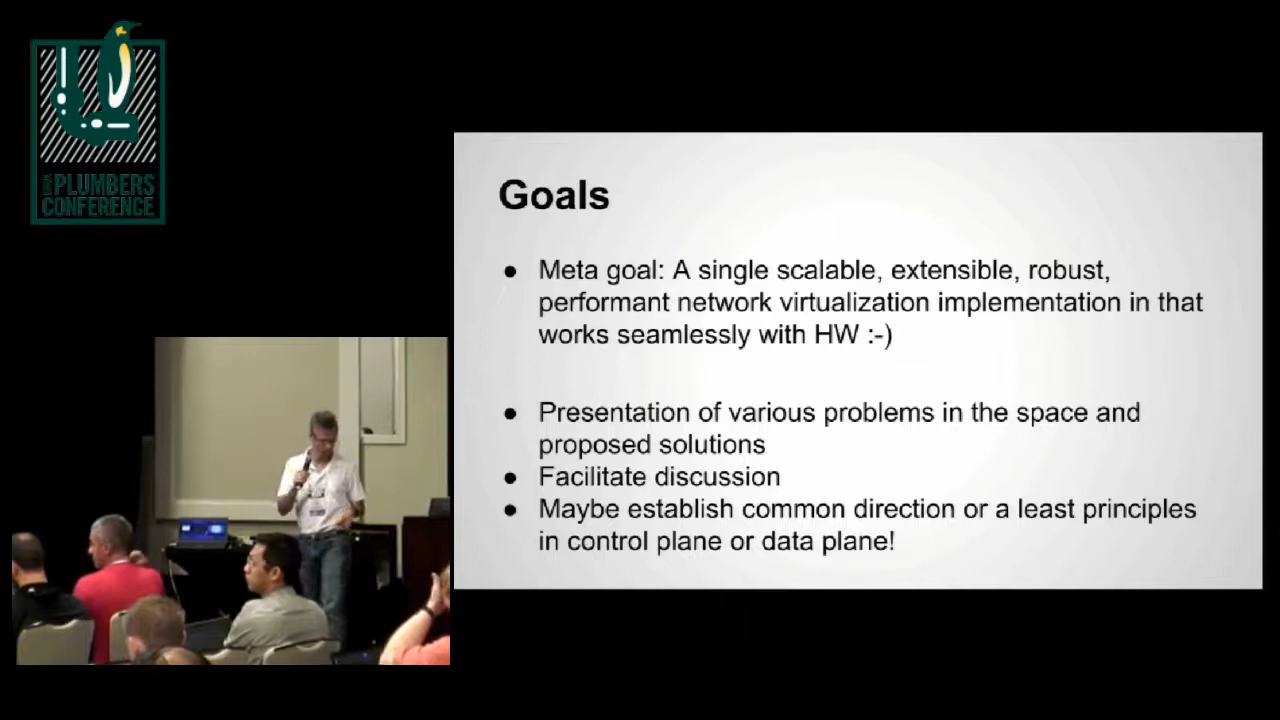 LINUX PLUMBERS
CONFERENCE
Goals
● Meta goal: A single scalable, extensible, robust,
performant network virtualization implementation in that
works seamlessly with HW :-)
● Presentation of various problems in the space and
proposed solutions
● Facilitate discussion
● Maybe establish common direction or a least principles
in control plane or data plane!